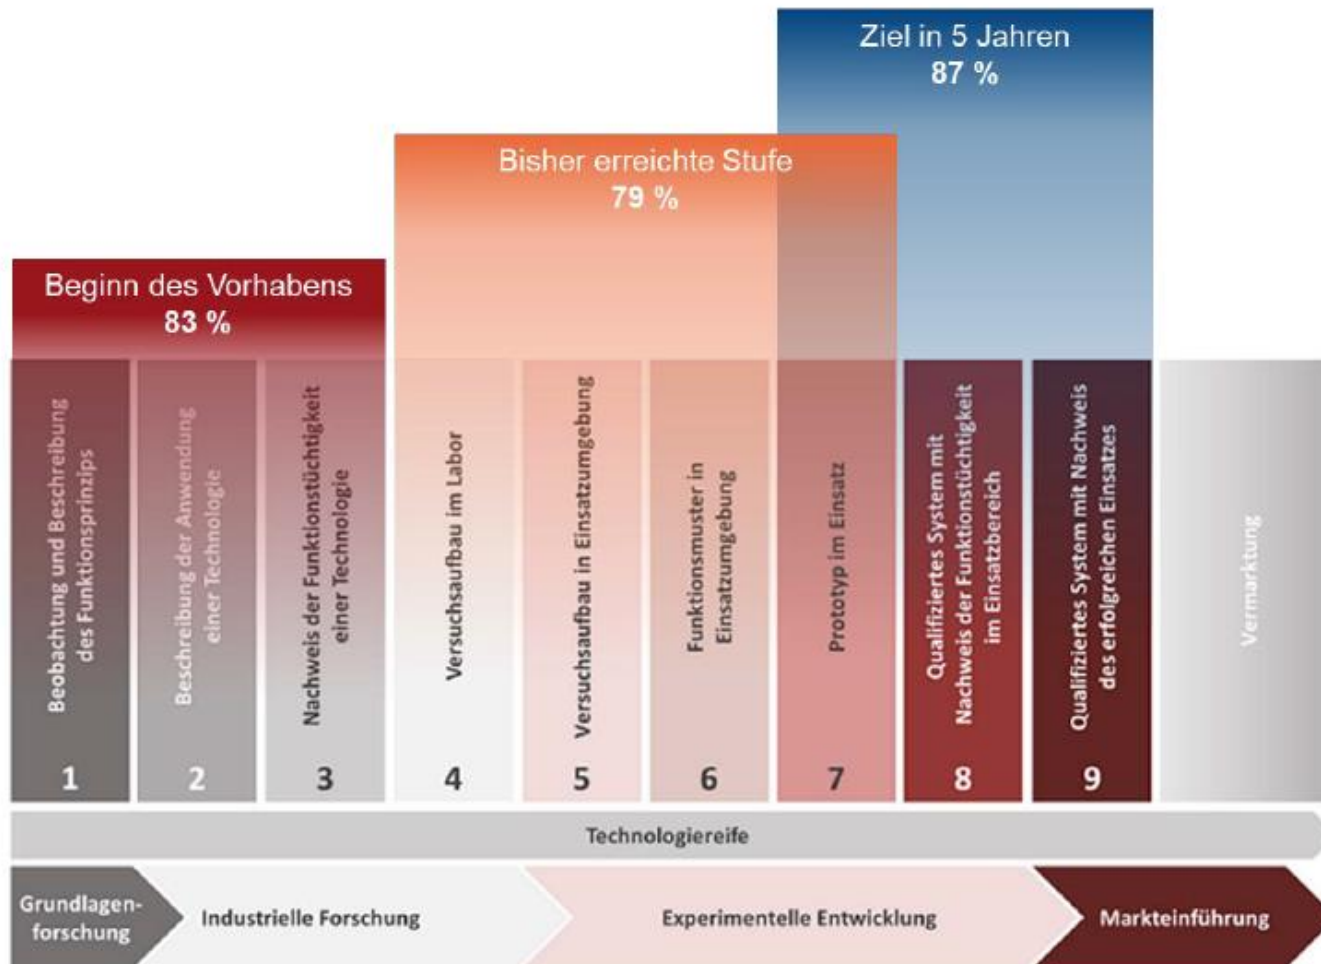 Ziel in 5 Jahren
87 %
Bisher erreichte Stufe
79 %
Beginn des Vorhabens
83 %
Beobachtung und Beschreibung
des Funktionsprinzips
1
Beschreibung der Anwendung
einer Technologie
2
Nachweis der Funktionstüchtigkeit
einer Technologie
3
Versuchsaufbau im Labor
4
Versuchsaufbau in Einsatzumgebung
5
Funktionsmuster in
Einsatzumgebung
6
Prototyp im Einsatz
7
Qualifiziertes System mit
Nachweis der Funktionstüchtigkeit
im Einsatzbereich
8
Qualifiziertes System mit Nachweis
des erfolgreichen Einsatzes
9
Vermarktung
Technologiereife
Grundlagen-
forschung
Industrielle Forschung
Experimentelle Entwicklung
Markteinführung